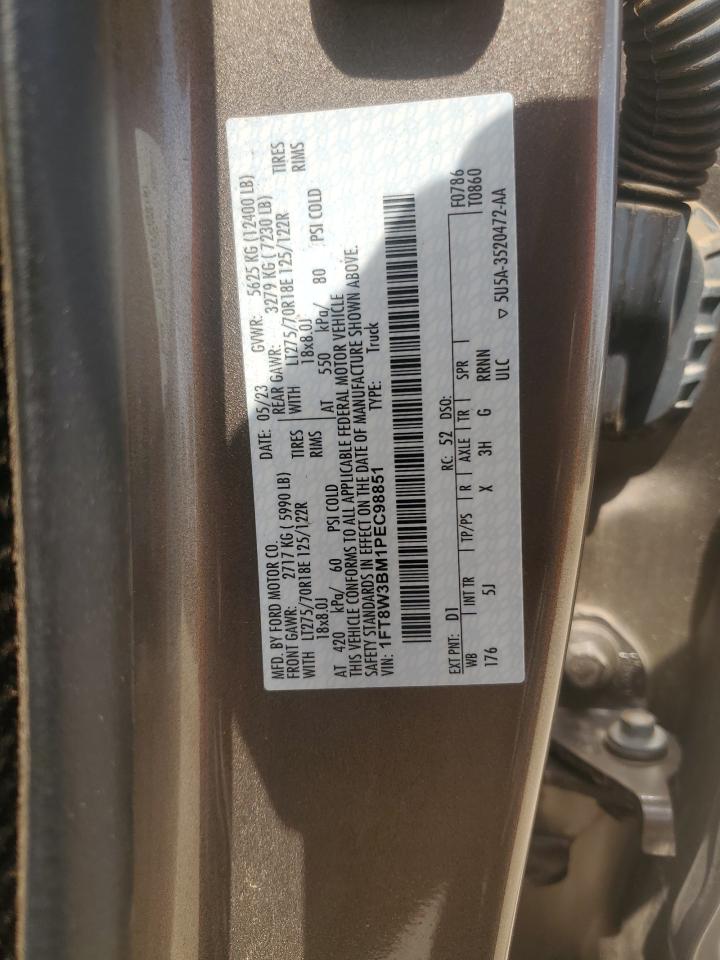 MFD. BY FORD MOTOR CO.
DATE: 05/23 GVWR: 5625 KG (12400 LB)
FRONT GAWR: 2717 KG ( 5990 LB) REAR GAWR: 3279 KG ( 7230 LB)
WITH LT275/70R18E 125/122R TIRES WITH LT275/70R18E 125/122R TIRES
18x8.0J RIMS 18x8.0J RIMS
AT 420 kPa/ 60 PSI COLD AT 550 kPa/ 80 PSI COLD
THIS VEHICLE CONFORMS TO ALL APPLICABLE FEDERAL MOTOR VEHICLE
SAFETY STANDARDS IN EFFECT ON THE DATE OF MANUFACTURE SHOWN ABOVE.
VIN: 1FT8W3BM1PEC98851 TYPE: Truck
EXT PNT: D1 RC: 52 DSO: F0786
WB INT TR TP/PS R AXLE TR SPR T0860
176 5J X 3H G RRNN
ULC ▽ 5U5A-3520472-AA